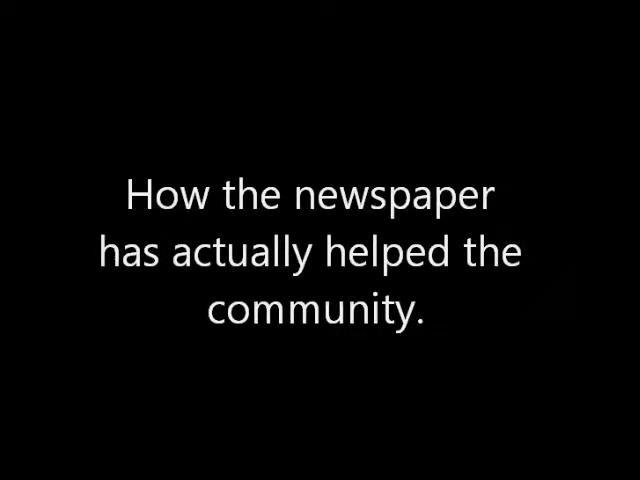 How the newspaper
has actually helped the
community.